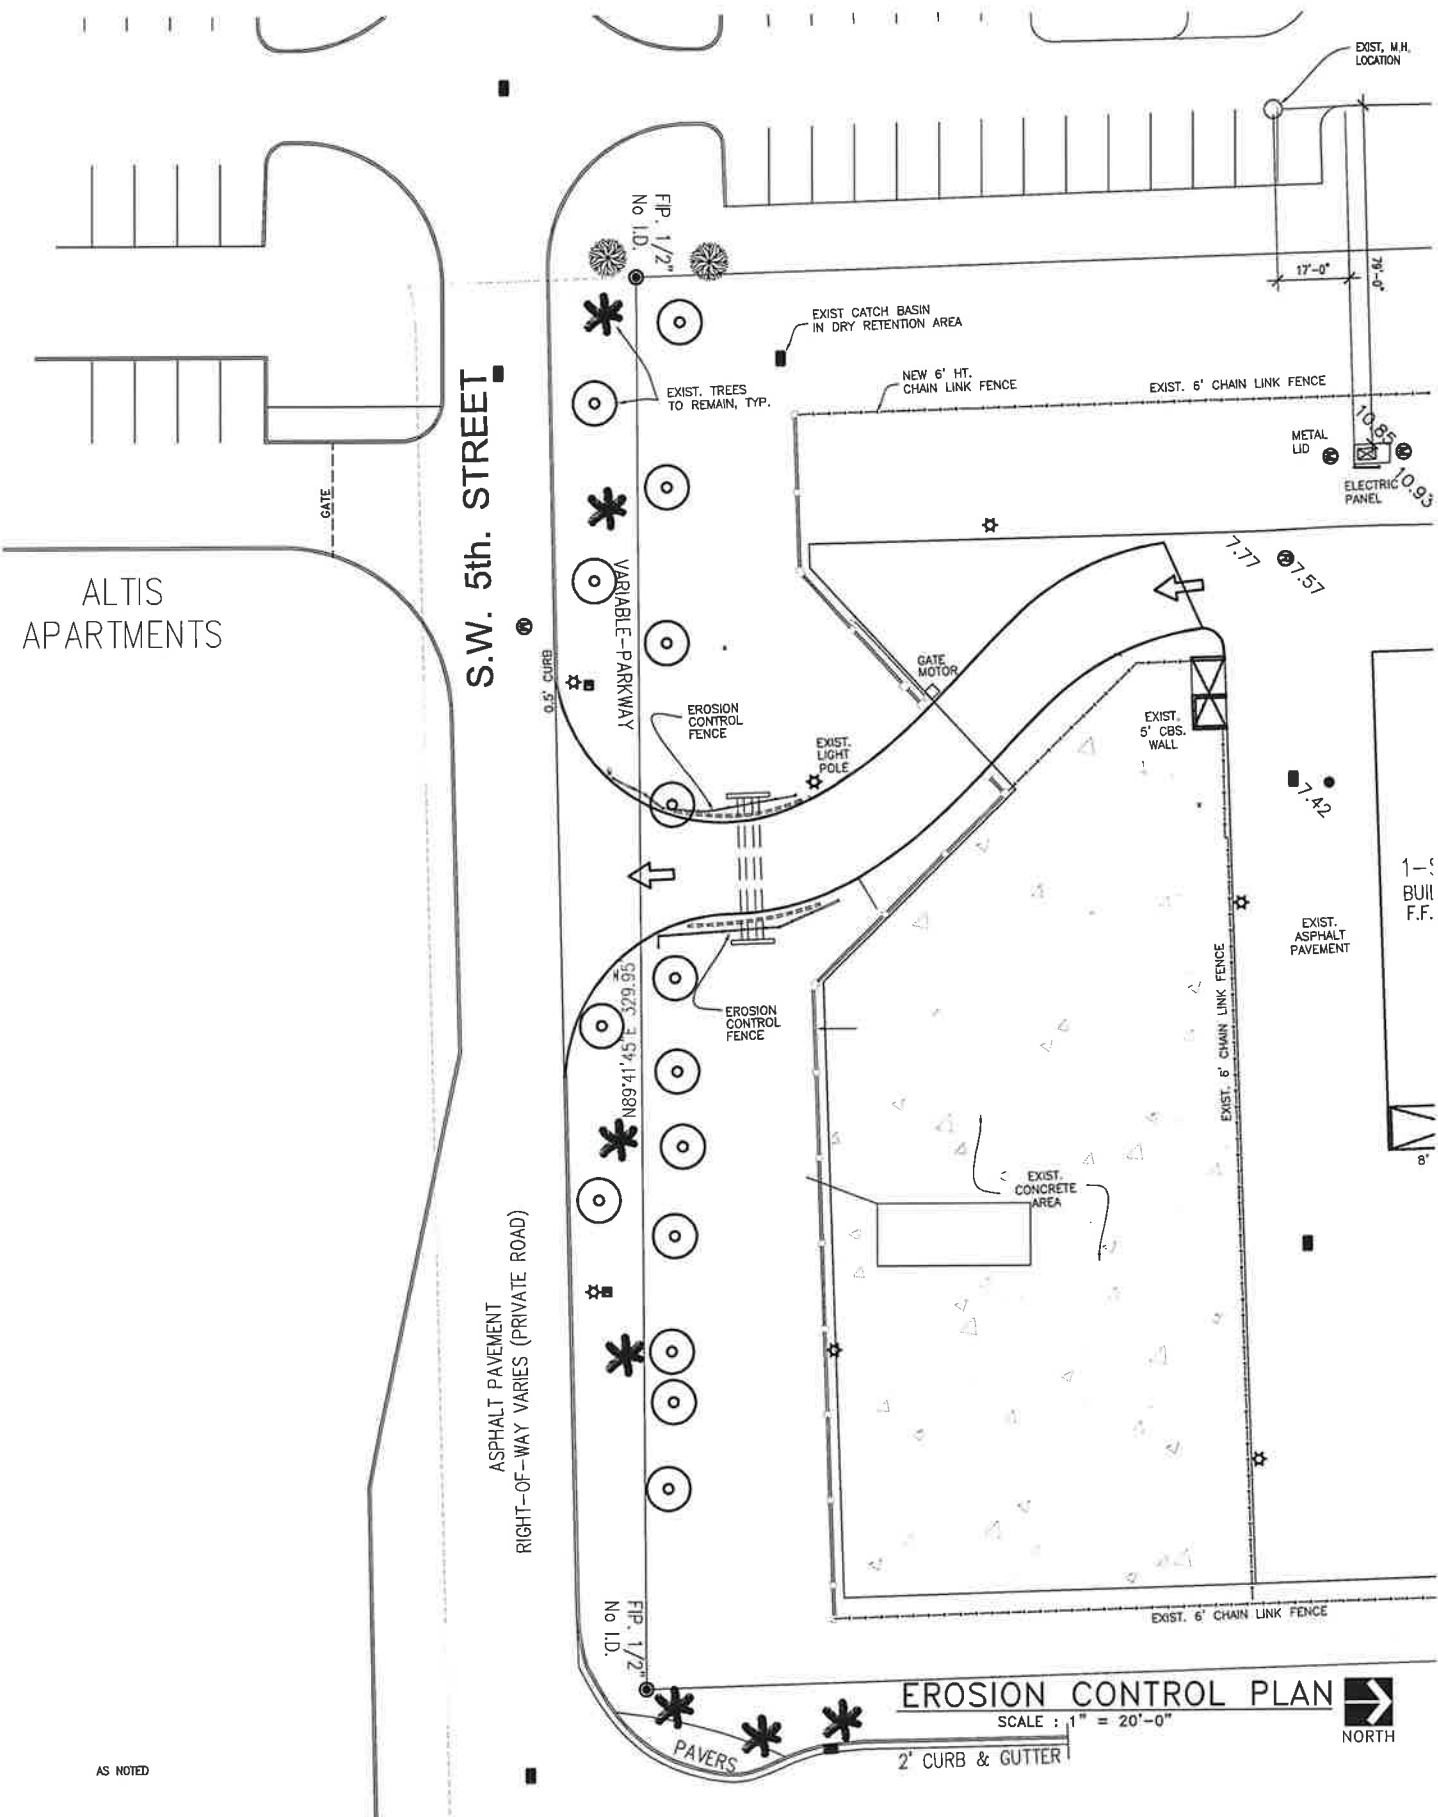 EXIST, M.H.
LOCATION
FIP. 1/2"
No I.D.
17'-0"
79'-0"
EXIST CATCH BASIN
IN DRY RETENTION AREA
NEW 6' HT.
CHAIN LINK FENCE
EXIST. 6' CHAIN LINK FENCE
EXIST. TREES
TO REMAIN, TYP.
METAL
LID
10.85
10.93
ELECTRIC
PANEL
GATE
S.W. 5th. STREET
ALTIS
APARTMENTS
7.77
7.57
VARIABLE-PARKWAY
0.5' CURB
GATE
MOTOR
EROSION
CONTROL
FENCE
EXIST.
LIGHT
POLE
EXIST.
5' CBS.
WALL
7.42
1-S
BUIL
F.F.
EXIST.
ASPHALT
PAVEMENT
EXIST. 6' CHAIN LINK FENCE
N89°41'45"E 329.95
EROSION
CONTROL
FENCE
EXIST.
CONCRETE
AREA
8'
ASPHALT PAVEMENT
RIGHT-OF-WAY VARIES (PRIVATE ROAD)
FIP. 1/2"
No I.D.
EXIST. 6' CHAIN LINK FENCE
EROSION CONTROL PLAN
SCALE : 1" = 20'-0"
NORTH
PAVERS
2' CURB & GUTTER
AS NOTED